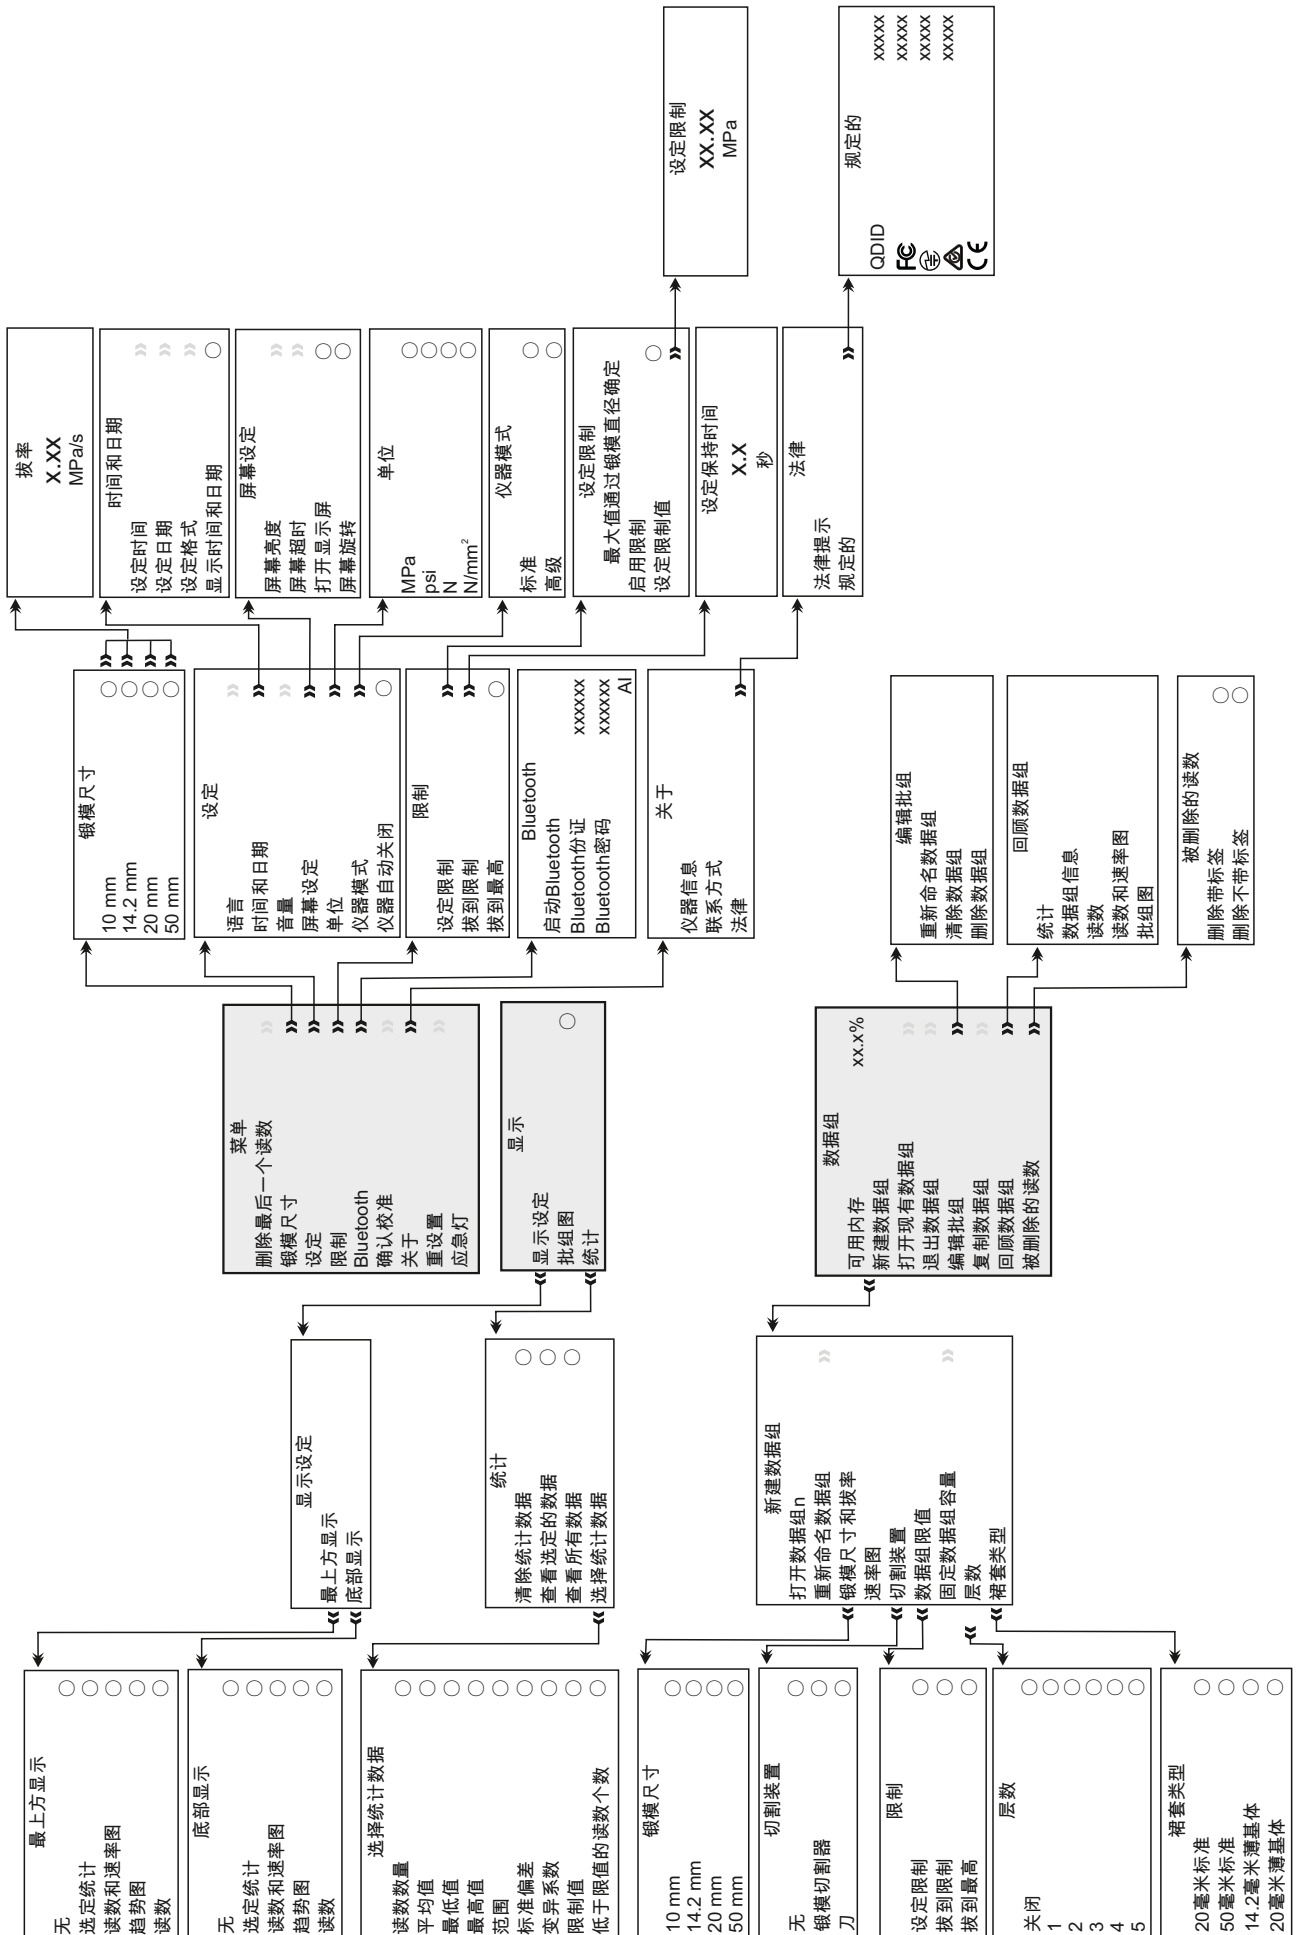 菜单
删除最后一个读数
锻模尺寸
设定
限制
Bluetooth
确认校准
关于
重设置
应急灯
锻模尺寸
10 mm
14.2 mm
20 mm
50 mm
拔率
X.XX
MPa/s
设定
语言
时间和日期
音量
屏幕设定
单位
仪器模式
仪器自动关闭
时间和日期
设定时间
设定日期
设定格式
显示时间和日期
屏幕设定
屏幕亮度
屏幕超时
打开显示屏
屏幕旋转
单位
MPa
psi
N
N/mm²
仪器模式
标准
高级
限制
设定限制
拔到限制
拔到最高
设定限制
最大值通过锻模直径确定
启用限制
设定限制值
设定限制
XX.XX
MPa
设定保持时间
X.X
秒
Bluetooth
启动Bluetooth
Bluetooth份证 xxxxxx
Bluetooth密码 xxxxxx
AI
关于
仪器信息
联系方式
法律
法律
法律提示
规定的
规定的
QDID xxxxx
FC xxxxx
xxxxx
CE xxxxx
显示
显示设定
批组图
统计
显示设定
最上方显示
底部显示
最上方显示
无
选定统计
读数和速率图
趋势图
读数
底部显示
无
选定统计
读数和速率图
趋势图
读数
统计
清除统计数据
查看选定的数据
查看所有数据
选择统计数据
选择统计数据
读数数量
平均值
最低值
最高值
范围
标准偏差
变异系数
限制值
低于限值的读数个数
数据组
可用内存 xx.x%
新建数据组
打开现有数据组
退出数据组
编辑批组
复制数据组
回顾数据组
被删除的读数
编辑批组
重新命名数据组
清除数据组
删除数据组
回顾数据组
统计
数据组信息
读数
读数和速率图
批组图
被删除的读数
删除带标签
删除不带标签
新建数据组
打开数据组n
重新命名数据组
锻模尺寸和拔率
速率图
切割装置
数据组限值
固定数据组容量
层数
裙套类型
锻模尺寸
10 mm
14.2 mm
20 mm
50 mm
切割装置
无
锻模切割器
刀
限制
设定限制
拔到限制
拔到最高
层数
关闭
1
2
3
4
5
裙套类型
20毫米标准
50毫米标准
14.2毫米薄基体
20毫米薄基体